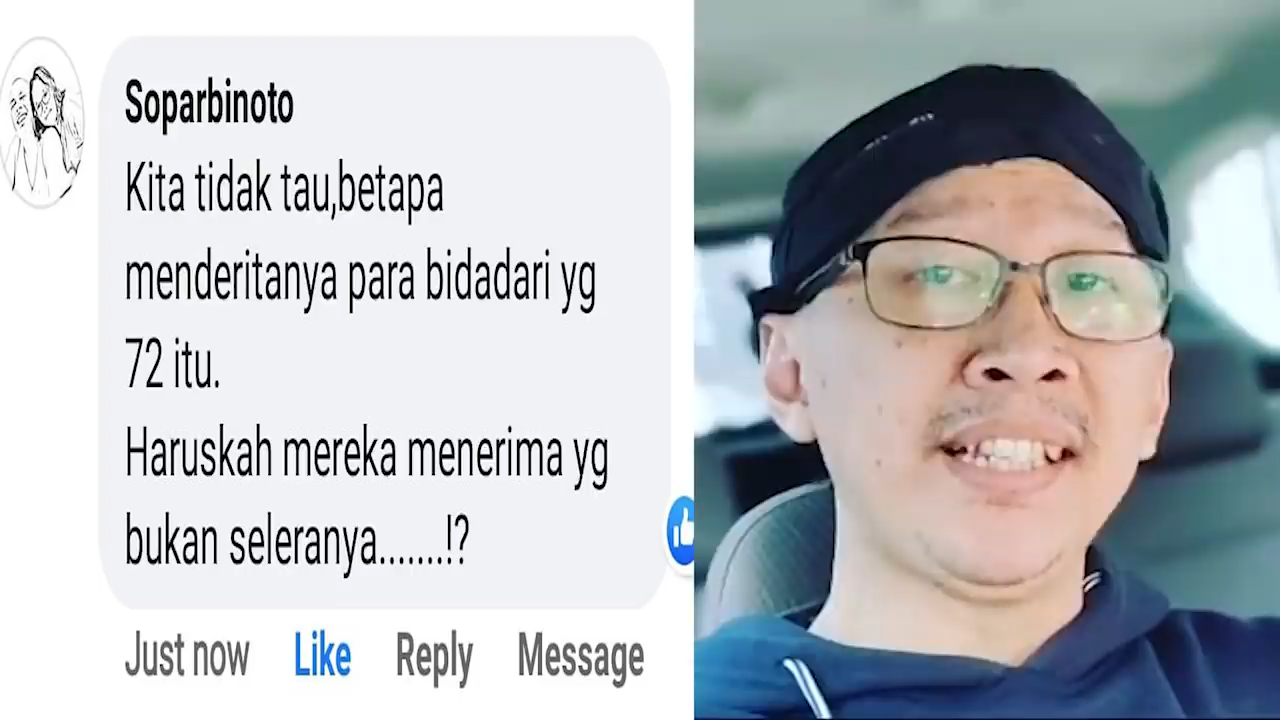 Soparbinoto
Kita tidak tau,betapa
menderitanya para bidadari yg
72 itu.
Haruskah mereka menerima yg
bukan seleranya.......!?
Just now Like Reply Message